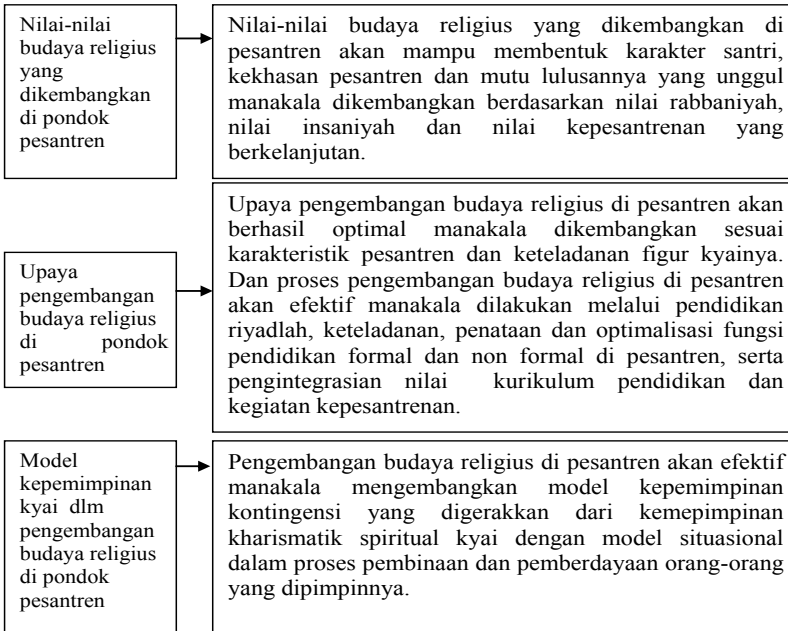 Nilai-nilai
budaya religius
yang
dikembangkan
di pondok
pesantren
Nilai-nilai budaya religius yang dikembangkan di
pesantren akan mampu membentuk karakter santri,
kekhasan pesantren dan mutu lulusannya yang unggul
manakala dikembangkan berdasarkan nilai rabbaniyah,
nilai insaniyah dan nilai kepesantrenan yang
berkelanjutan.
Upaya
pengembangan
budaya religius
di pondok
pesantren
Upaya pengembangan budaya religius di pesantren akan
berhasil optimal manakala dikembangkan sesuai
karakteristik pesantren dan keteladanan figur kyainya.
Dan proses pengembangan budaya religius di pesantren
akan efektif manakala dilakukan melalui pendidikan
riyadlah, keteladanan, penataan dan optimalisasi fungsi
pendidikan formal dan non formal di pesantren, serta
pengintegrasian nilai kurikulum pendidikan dan
kegiatan kepesantrenan.
Model
kepemimpinan
kyai dlm
pengembangan
budaya religius
di pondok
pesantren
Pengembangan budaya religius di pesantren akan efektif
manakala mengembangkan model kepemimpinan
kontingensi yang digerakkan dari kemepimpinan
kharismatik spiritual kyai dengan model situasional
dalam proses pembinaan dan pemberdayaan orang-orang
yang dipimpinnya.